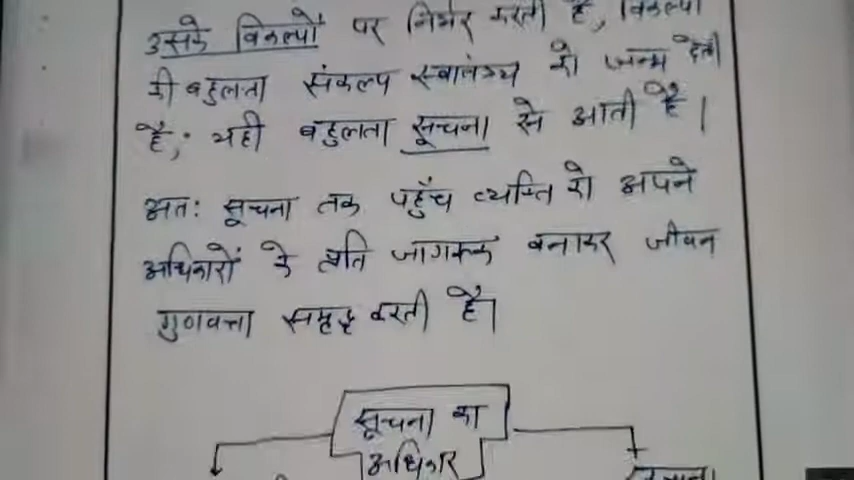 उसके विकल्पों पर निर्भर करती है, विकल्पों
की बहुलता संकल्प स्वातंत्र्य को जन्म देती
है; यही बहुलता सूचना से आती है।
अतः सूचना तक पहुँच व्यक्ति को अपने
अधिकारों के प्रति जागरूक बनाकर जीवन
गुणवत्ता समृद्ध करती है।
सूचना का
अधिकार